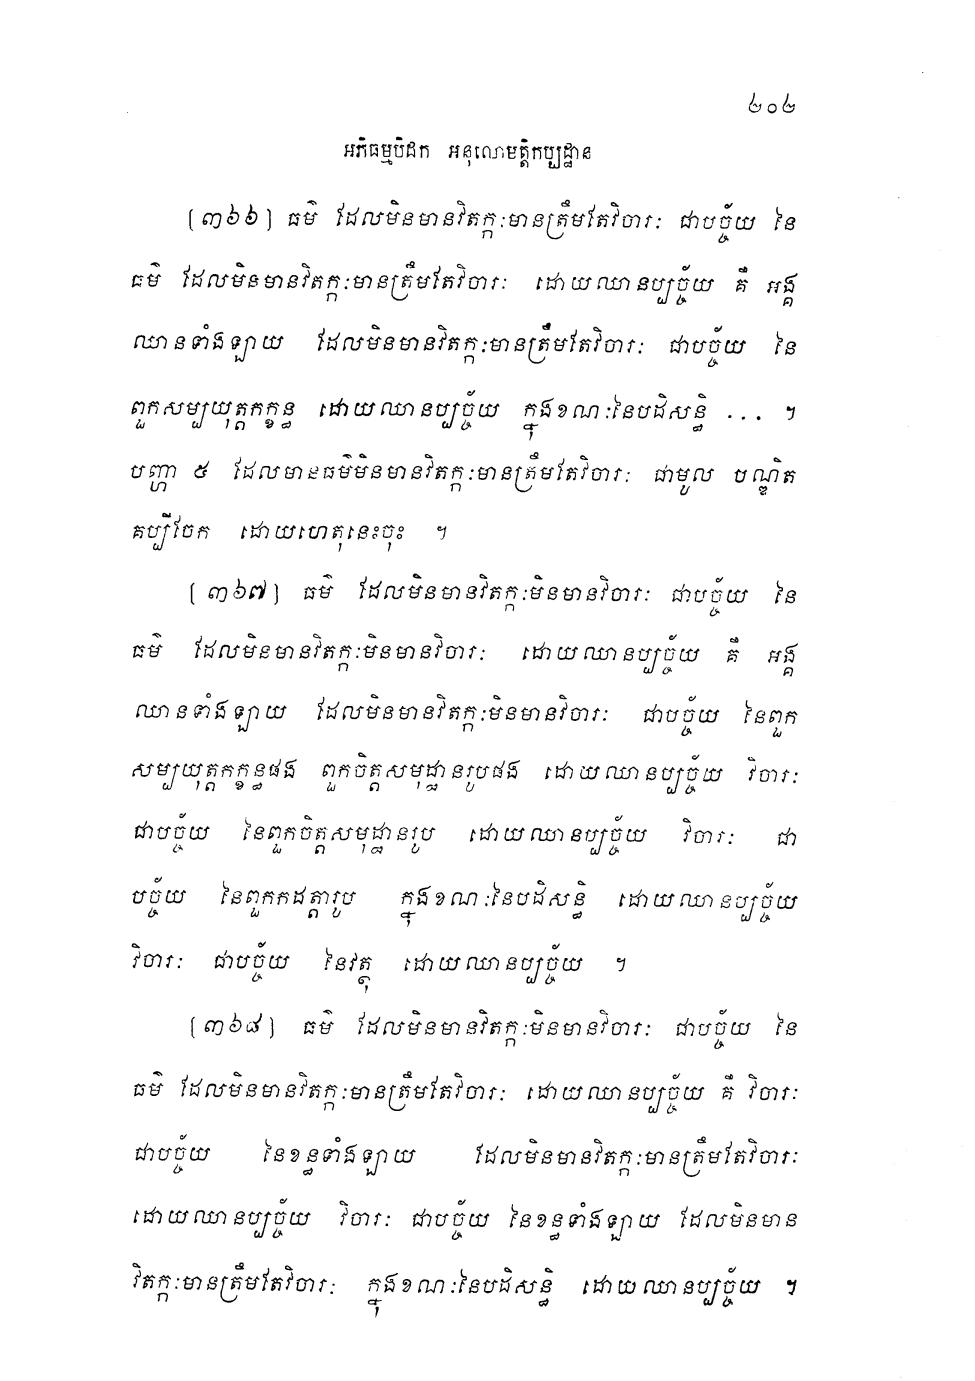 ២០២
អភិធម្មបិដក អនុលោមត្តិកប្បដ្ឋាន
[៣៦៦] ធម៌ ដែលមិនមានវិតក្កៈមានត្រឹមតែវិចារៈ ជាបច្ច័យ នៃ
ធម៌ ដែលមិនមានវិតក្កៈមានត្រឹមតែវិចារៈ ដោយឈានប្បច្ច័យ គឺ អង្គ
ឈានទាំងឡាយ ដែលមិនមានវិតក្កៈមានត្រឹមតែវិចារៈ ជាបច្ច័យ នៃ
ពួកសម្បយុត្តកក្ខន្ធ ដោយឈានប្បច្ច័យ ក្នុងខណៈនៃបដិសន្ធិ ... ។
បញ្ហា ៥ ដែលមានធម៌មិនមានវិតក្កៈមានត្រឹមតែវិចារៈ ជាមូល បណ្ឌិត
គប្បីចែក ដោយហេតុនេះចុះ ។
[៣៦៧] ធម៌ ដែលមិនមានវិតក្កៈមិនមានវិចារៈ ជាបច្ច័យ នៃ
ធម៌ ដែលមិនមានវិតក្កៈមិនមានវិចារៈ ដោយឈានប្បច្ច័យ គឺ អង្គ
ឈានទាំងឡាយ ដែលមិនមានវិតក្កៈមិនមានវិចារៈ ជាបច្ច័យ នៃពួក
សម្បយុត្តកក្ខន្ធផង ពួកចិត្តសមុដ្ឋានរូបផង ដោយឈានប្បច្ច័យ វិចារៈ
ជាបច្ច័យ នៃពួកចិត្តសមុដ្ឋានរូប ដោយឈានប្បច្ច័យ វិចារៈ ជា
បច្ច័យ នៃពួកកដត្តារូប ក្នុងខណៈនៃបដិសន្ធិ ដោយឈានប្បច្ច័យ
វិចារៈ ជាបច្ច័យ នៃវត្ថុ ដោយឈានប្បច្ច័យ ។
[៣៦៨] ធម៌ ដែលមិនមានវិតក្កៈមិនមានវិចារៈ ជាបច្ច័យ នៃ
ធម៌ ដែលមិនមានវិតក្កៈមានត្រឹមតែវិចារៈ ដោយឈានប្បច្ច័យ គឺ វិចារៈ
ជាបច្ច័យ នៃខន្ធទាំងឡាយ ដែលមិនមានវិតក្កៈមានត្រឹមតែវិចារៈ
ដោយឈានប្បច្ច័យ វិចារៈ ជាបច្ច័យ នៃខន្ធទាំងឡាយ ដែលមិនមាន
វិតក្កៈមានត្រឹមតែវិចារៈ ក្នុងខណៈនៃបដិសន្ធិ ដោយឈានប្បច្ច័យ ។